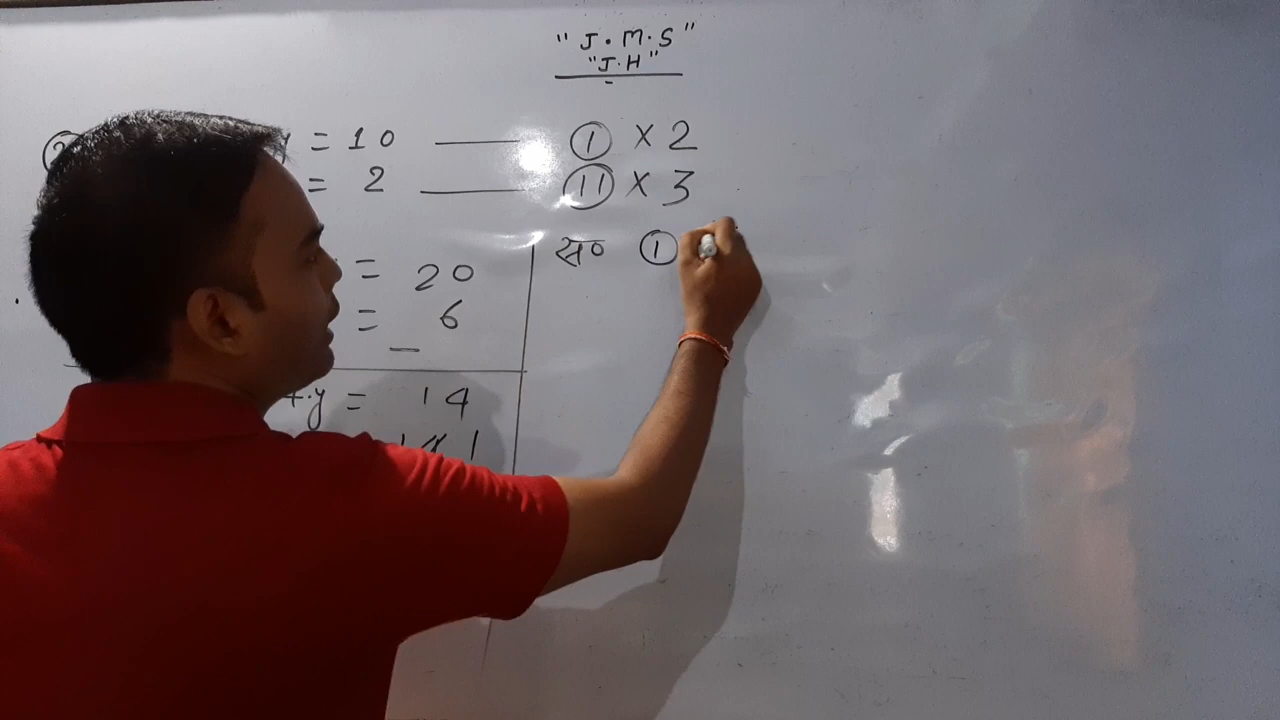 "J.M.S"
"J.H"
= 10 ① × 2
= 2 ⑪ × 3
= 20
= 6
−
स० ①
+.y = 14